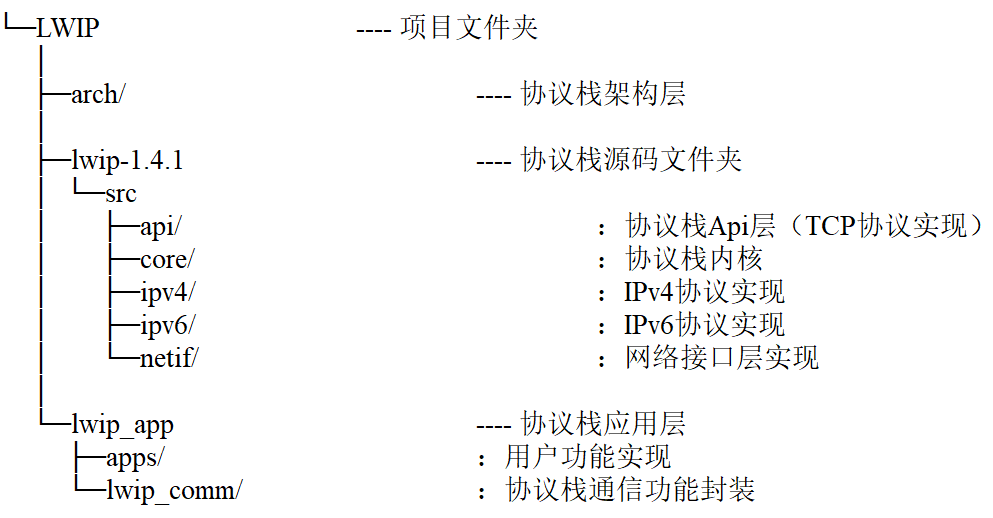 └─LWIP ---- 项目文件夹
│
├─arch/ ---- 协议栈架构层
│
├─lwip-1.4.1 ---- 协议栈源码文件夹
│ └─src
│ ├─api/ ：协议栈Api层（TCP协议实现）
│ ├─core/ ：协议栈内核
│ ├─ipv4/ ：IPv4协议实现
│ ├─ipv6/ ：IPv6协议实现
│ └─netif/ ：网络接口层实现
│
└─lwip_app ---- 协议栈应用层
├─apps/ ：用户功能实现
└─lwip_comm/ ：协议栈通信功能封装